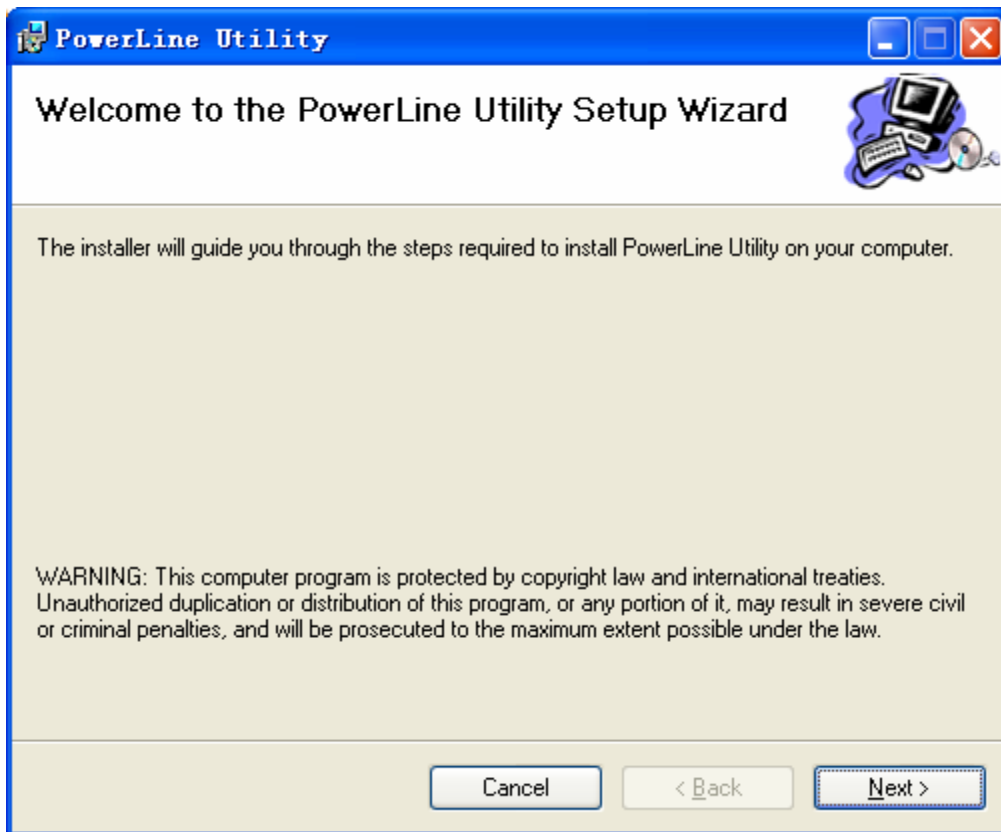 PowerLine Utility
Welcome to the PowerLine Utility Setup Wizard
The installer will guide you through the steps required to install PowerLine Utility on your computer.
WARNING: This computer program is protected by copyright law and international treaties.
Unauthorized duplication or distribution of this program, or any portion of it, may result in severe civil
or criminal penalties, and will be prosecuted to the maximum extent possible under the law.
Cancel < Back Next >